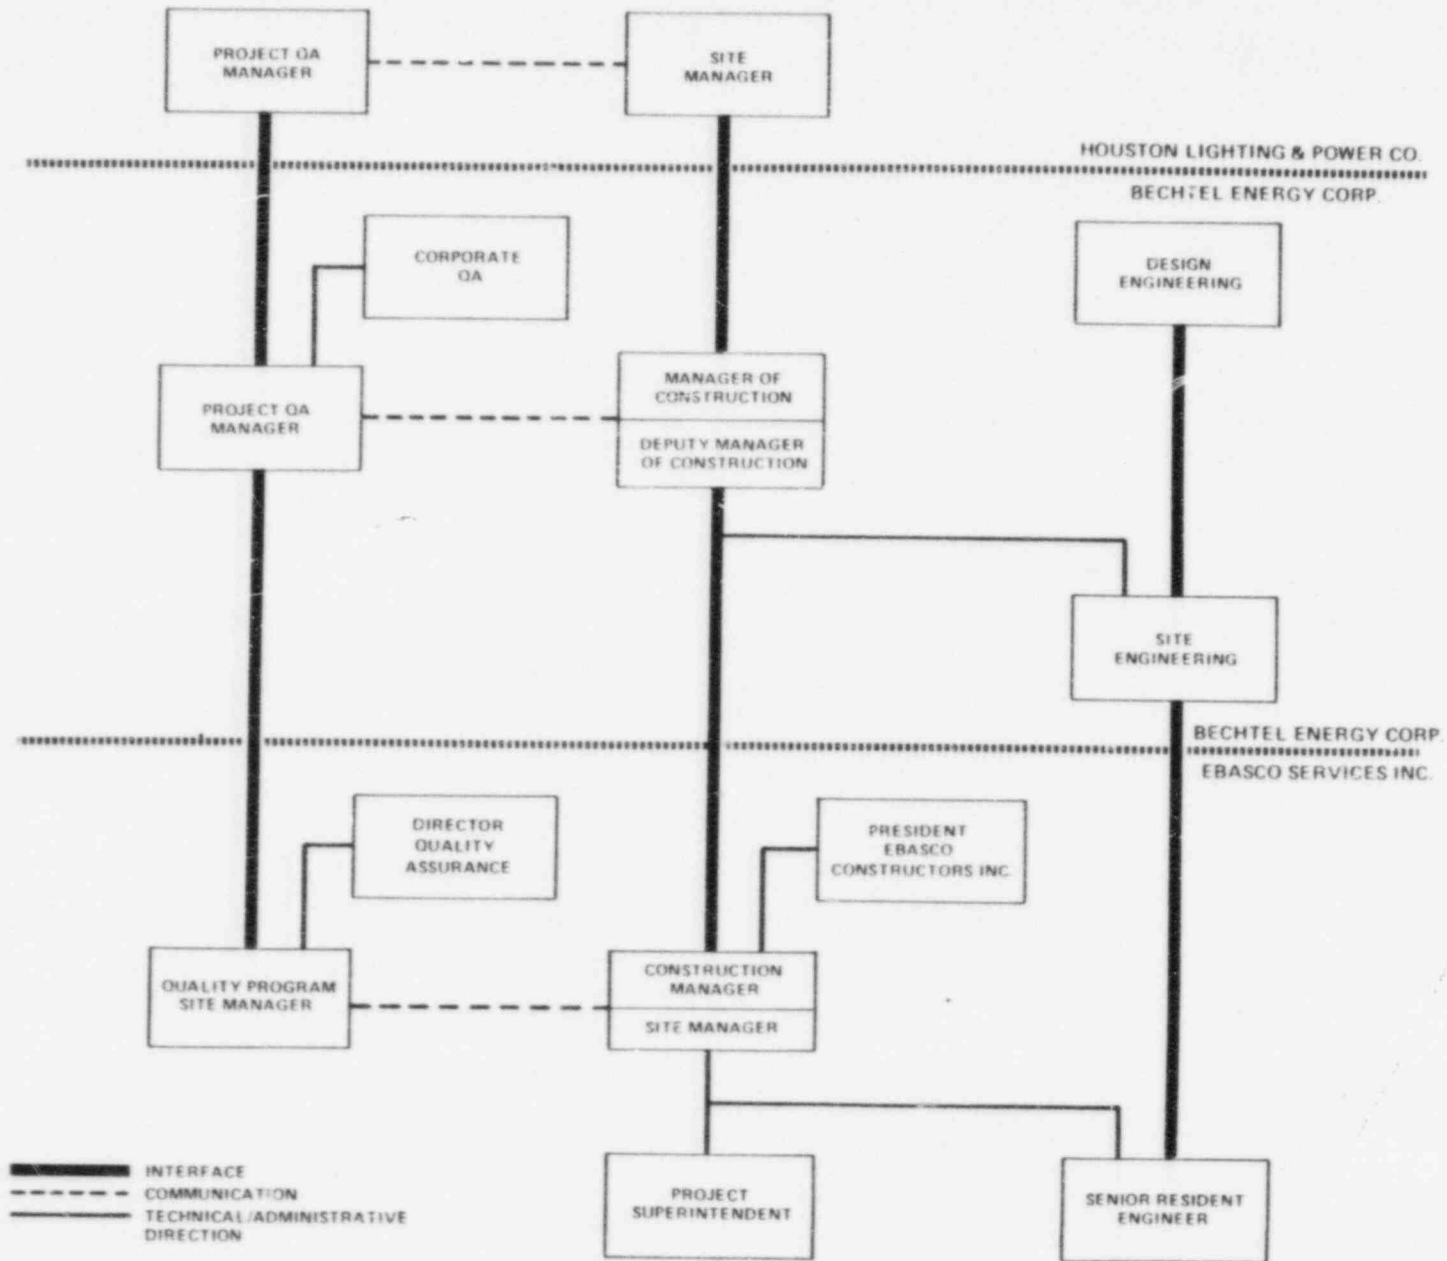 PROJECT QA
MANAGER
SITE
MANAGER
HOUSTON LIGHTING & POWER CO.
BECHTEL ENERGY CORP.
CORPORATE
QA
DESIGN
ENGINEERING
MANAGER OF
CONSTRUCTION
PROJECT QA
MANAGER
DEPUTY MANAGER
OF CONSTRUCTION
SITE
ENGINEERING
BECHTEL ENERGY CORP.
EBASCO SERVICES INC.
DIRECTOR
QUALITY
ASSURANCE
PRESIDENT
EBASCO
CONSTRUCTORS INC.
QUALITY PROGRAM
SITE MANAGER
CONSTRUCTION
MANAGER
SITE MANAGER
INTERFACE
COMMUNICATION
TECHNICAL/ADMINISTRATIVE
DIRECTION
PROJECT
SUPERINTENDENT
SENIOR RESIDENT
ENGINEER